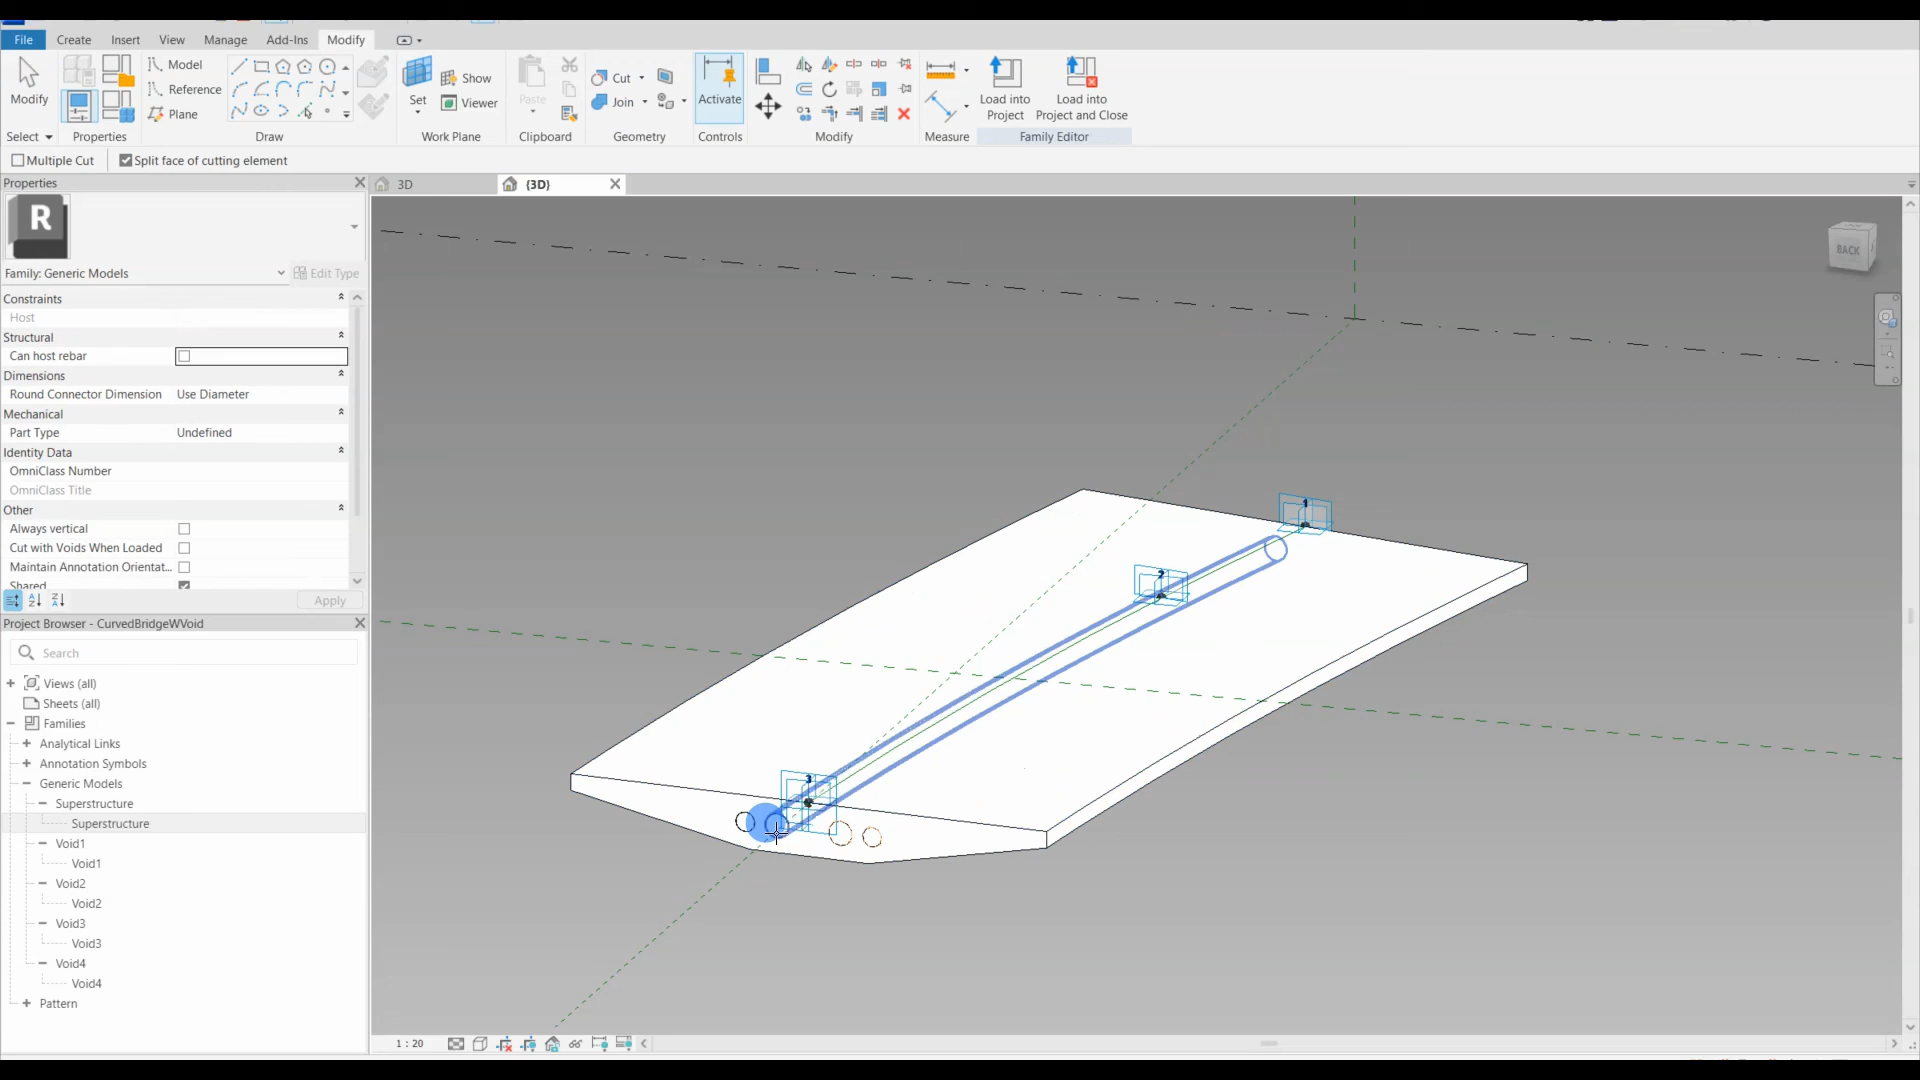 File Create Insert View Manage Add-Ins Modify
Modify
Model
Reference
Plane
Set
Show
Viewer
Paste
Cut
Join
Activate
Load into
Project
Load into
Project and Close
Select Properties Draw Work Plane Clipboard Geometry Controls Modify Measure Family Editor
Multiple Cut Split face of cutting element
Properties
R
Family: Generic Models Edit Type
Constraints
Host
Structural
Can host rebar
Dimensions
Round Connector Dimension Use Diameter
Mechanical
Part Type Undefined
Identity Data
OmniClass Number
OmniClass Title
Other
Always vertical
Cut with Voids When Loaded
Maintain Annotation Orientat...
Shared
Apply
Project Browser - CurvedBridgeWVoid
Search
Views (all)
Sheets (all)
Families
Analytical Links
Annotation Symbols
Generic Models
Superstructure
Superstructure
Void1
Void1
Void2
Void2
Void3
Void3
Void4
Void4
Pattern
3D (3D)
BACK
1
2
3
1 : 20